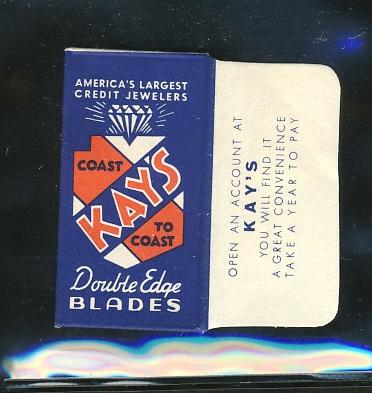 AMERICA'S LARGEST
CREDIT JEWELERS
COAST
KAY'S
TO
COAST
Double Edge
BLADES
OPEN AN ACCOUNT AT
KAY'S
YOU WILL FIND IT
A GREAT CONVENIENCE
TAKE A YEAR TO PAY